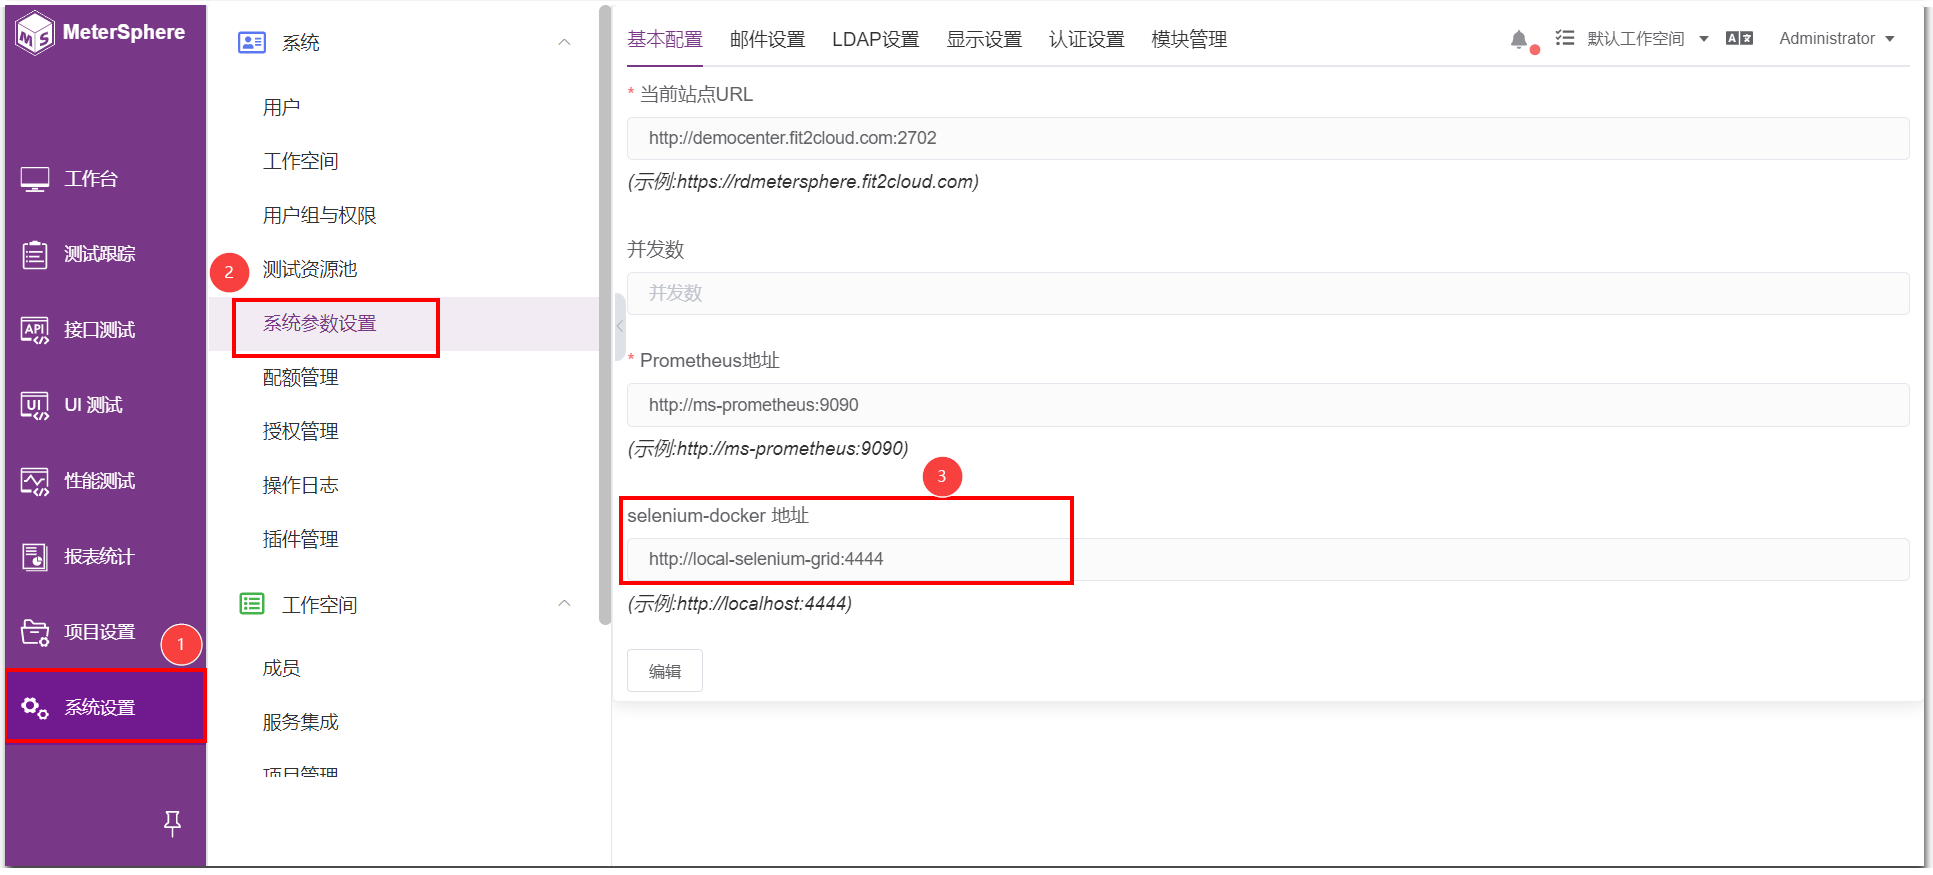 MeterSphere
工作台
测试跟踪
接口测试
UI 测试
性能测试
报表统计
项目设置
1
系统设置
系统
用户
工作空间
用户组与权限
2
测试资源池
系统参数设置
配额管理
授权管理
操作日志
插件管理
工作空间
成员
服务集成
项目管理
基本配置 邮件设置 LDAP设置 显示设置 认证设置 模块管理
默认工作空间 Administrator
* 当前站点URL
http://democenter.fit2cloud.com:2702
(示例:https://rdmetersphere.fit2cloud.com)
并发数
并发数
* Prometheus地址
http://ms-prometheus:9090
(示例:http://ms-prometheus:9090)
3
selenium-docker 地址
http://local-selenium-grid:4444
(示例:http://localhost:4444)
编辑